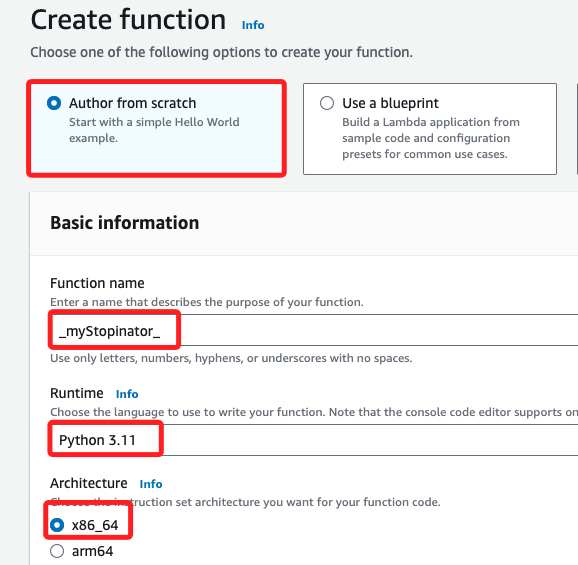 Create function Info
Choose one of the following options to create your function.
Author from scratch
Start with a simple Hello World
example.
Use a blueprint
Build a Lambda application from
sample code and configuration
presets for common use cases.
Basic information
Function name
Enter a name that describes the purpose of your function.
_myStopinator_
Use only letters, numbers, hyphens, or underscores with no spaces.
Runtime Info
Choose the language to use to write your function. Note that the console code editor supports on
Python 3.11
Architecture Info
Choose the instruction set architecture you want for your function code.
x86_64
arm64